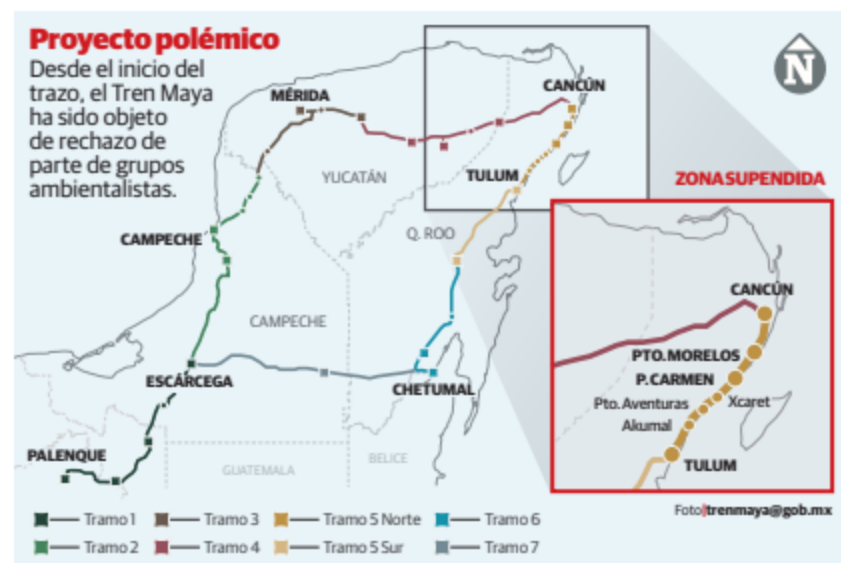 Proyecto polémico
Desde el inicio del
trazo, el Tren Maya
ha sido objeto
de rechazo de
parte de grupos
ambientalistas.
N
MÉRIDA
CANCÚN
YUCATÁN
TULUM
ZONA SUPENDIDA
CAMPECHE
Q. ROO
CANCÚN
CAMPECHE
PTO. MORELOS
ESCÁRCEGA
CHETUMAL
P. CARMEN
Pto. Aventuras
Xcaret
Akumal
PALENQUE
GUATEMALA
BELICE
TULUM
Foto|trenmaya@gob.mx
Tramo 1 Tramo 3 Tramo 5 Norte Tramo 6
Tramo 2 Tramo 4 Tramo 5 Sur Tramo 7